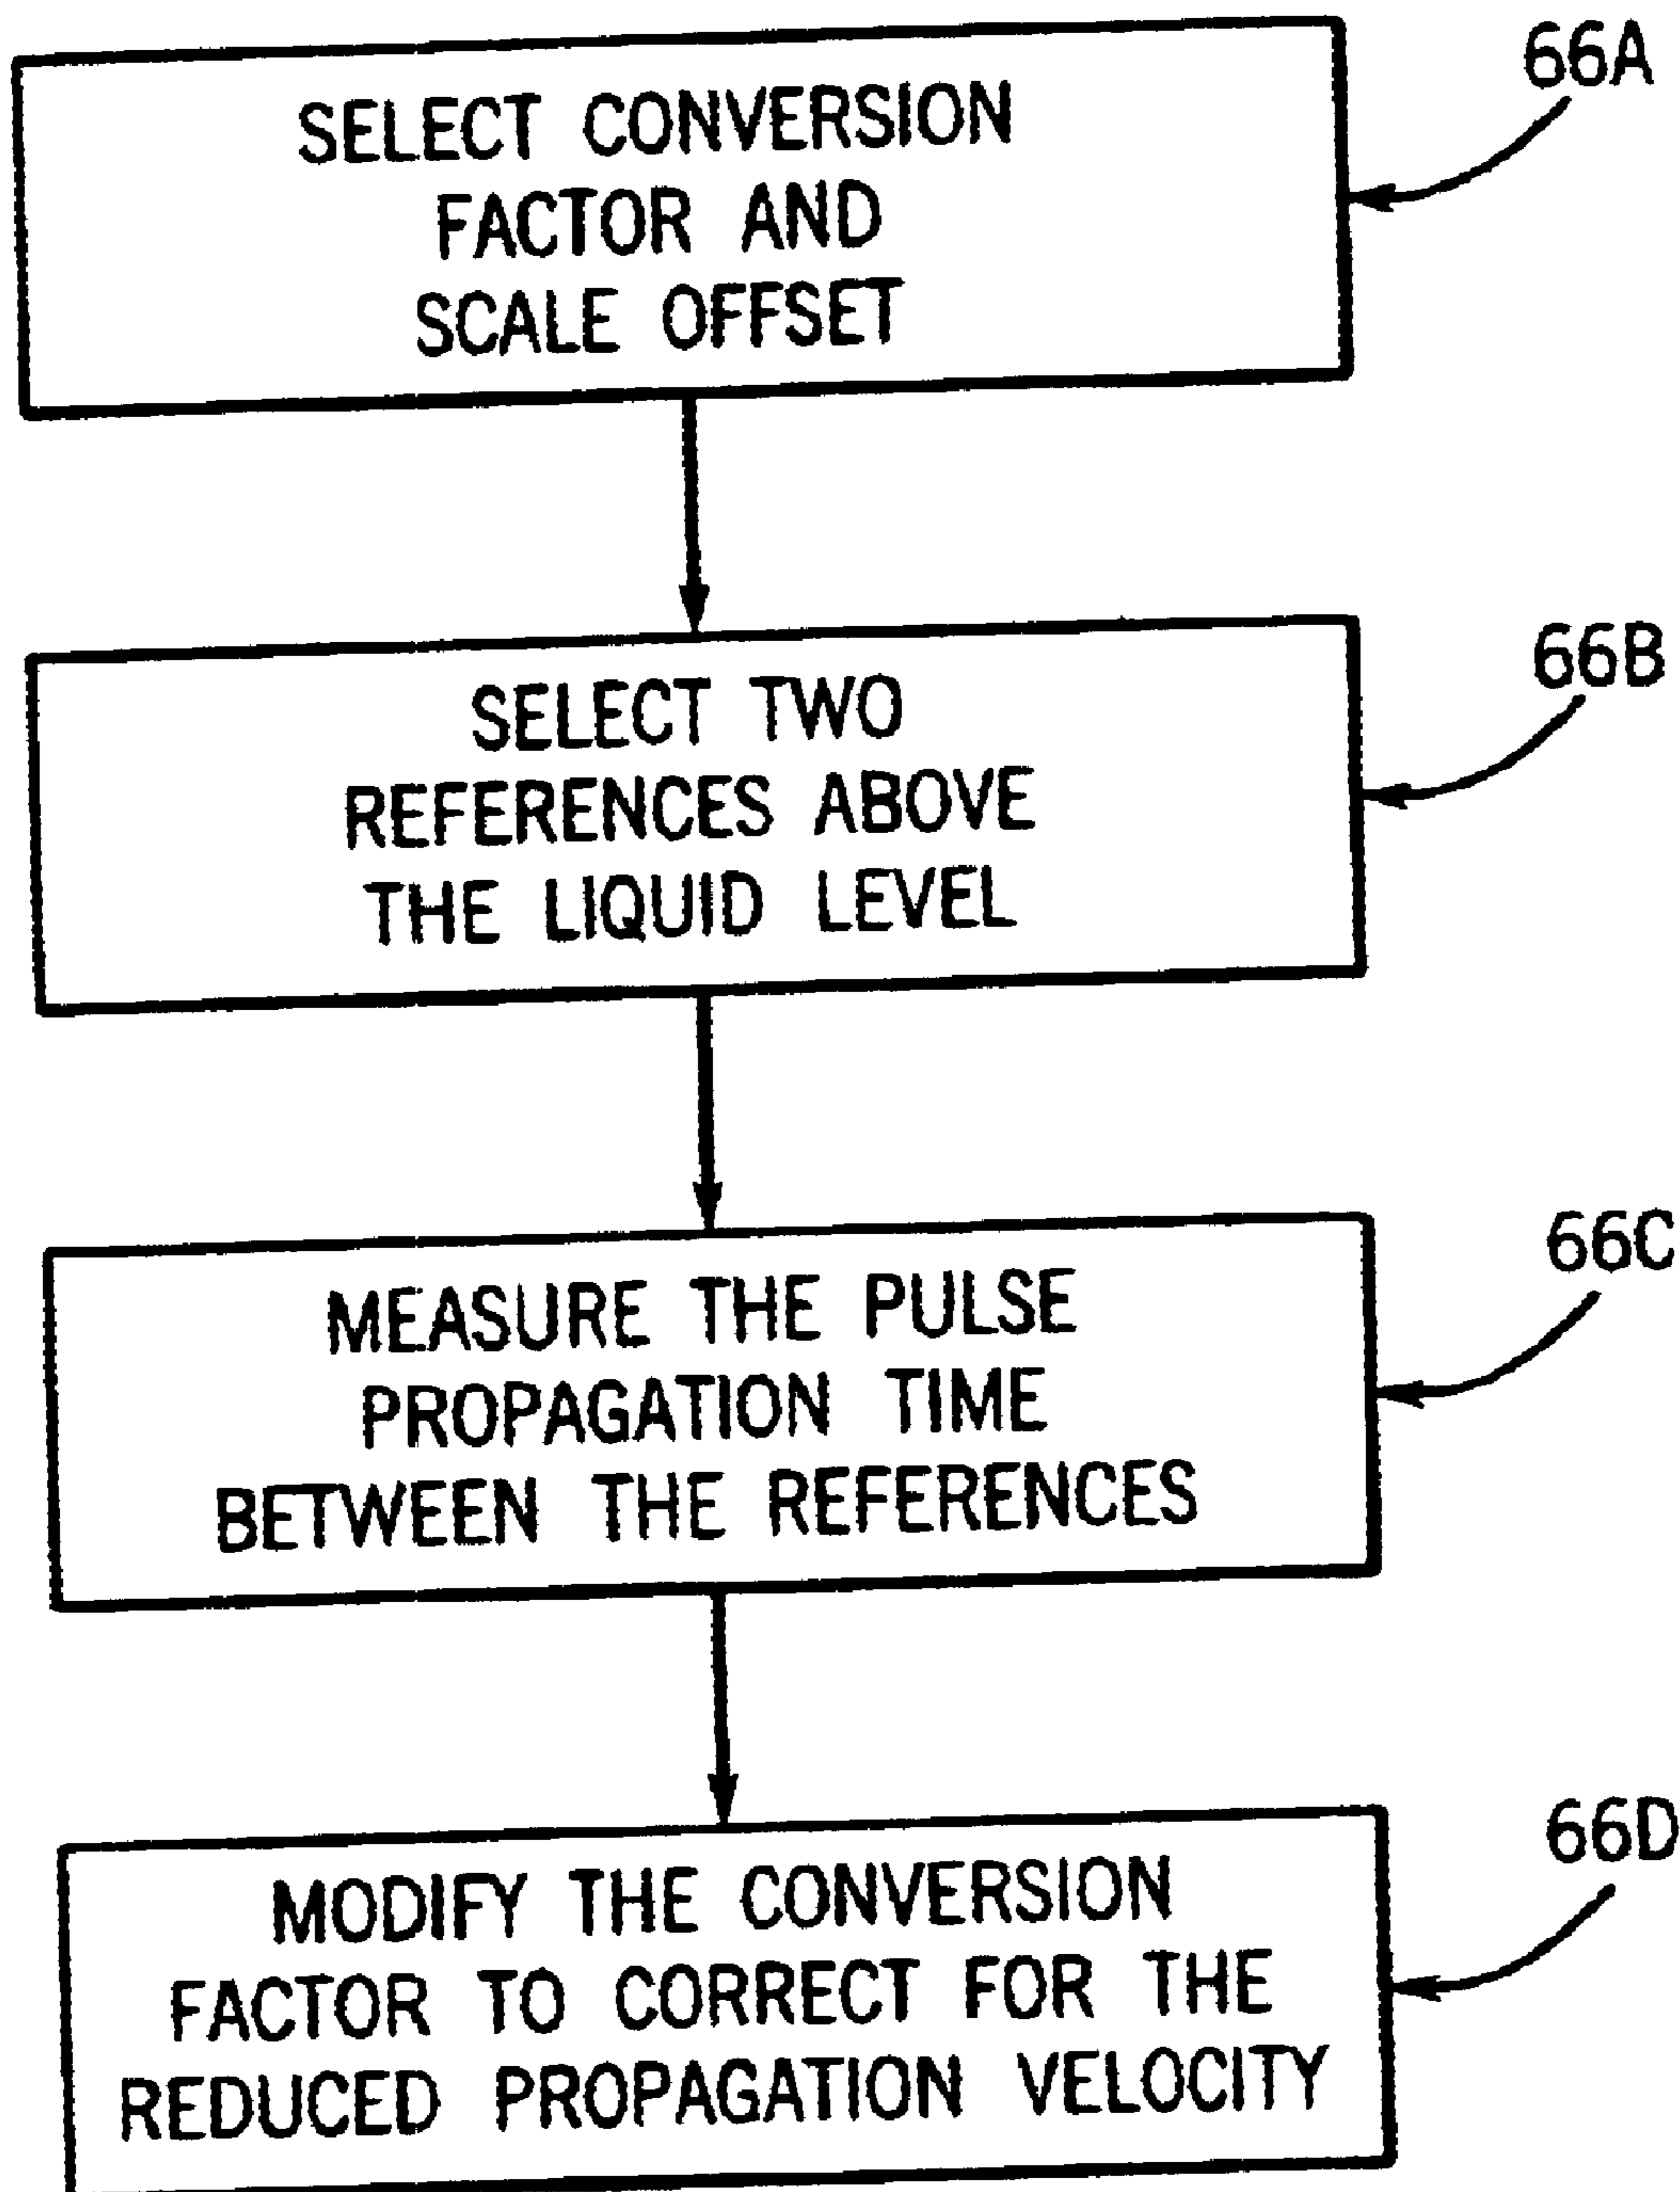 SELECT CONVERSION
FACTOR AND
SCALE OFFSET
66A
SELECT TWO
REFERENCES ABOVE
THE LIQUID LEVEL
66B
MEASURE THE PULSE
PROPAGATION TIME
BETWEEN THE REFERENCES
66C
MODIFY THE CONVERSION
FACTOR TO CORRECT FOR THE
REDUCED PROPAGATION VELOCITY
66D